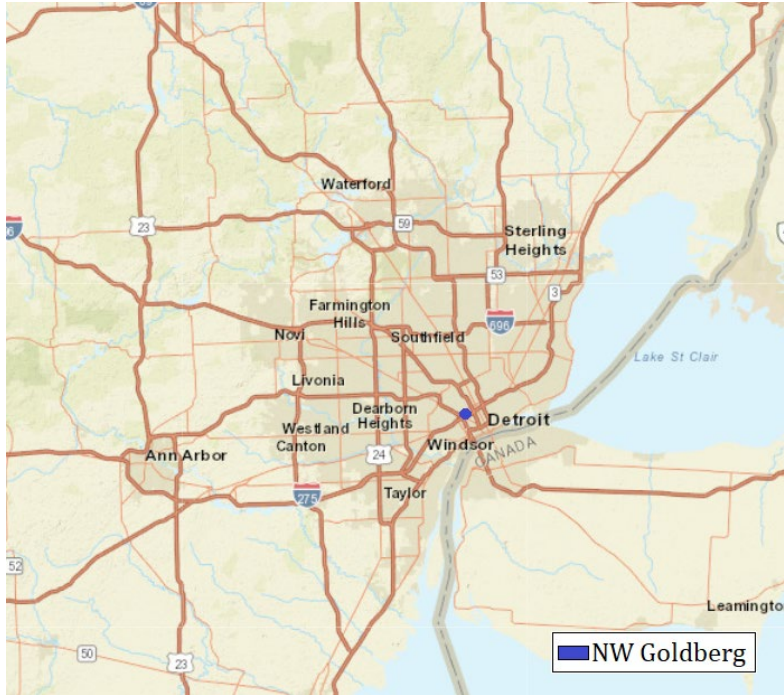 Waterford
59
23
Sterling
Heights
53
3
Farmington
Hills
696
Novi
Southfield
Lake St Clair
Livonia
Dearborn
Heights
Detroit
Westland
Canton
Windsor
CANADA
Ann Arbor
24
Taylor
275
52
Leamington
50
23
NW Goldberg